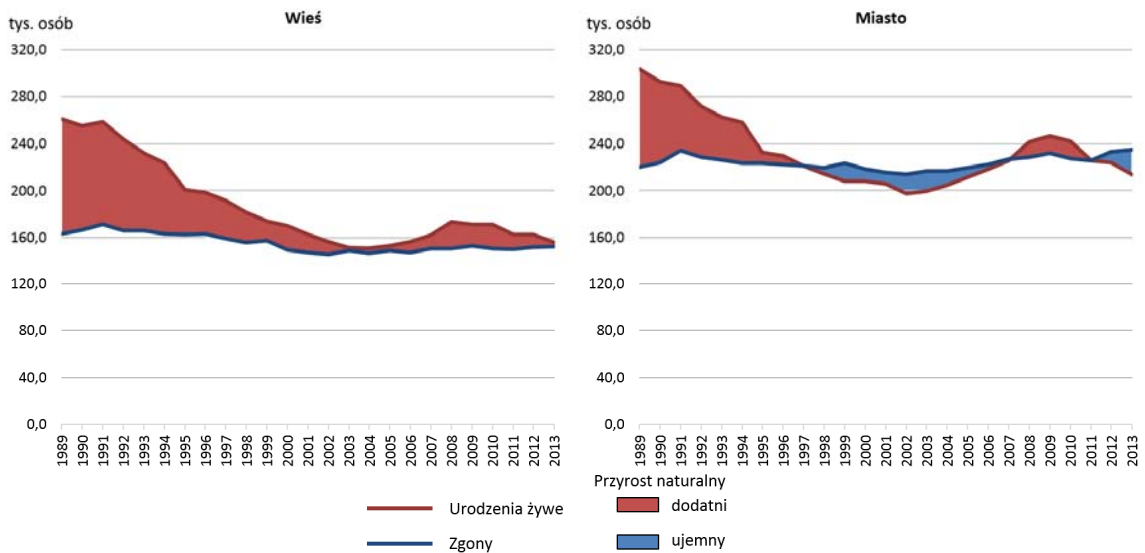 Wieś
tys. osób
320,0
280,0
240,0
200,0
160,0
120,0
80,0
40,0
0,0
1989 1990 1991 1992 1993 1994 1995 1996 1997 1998 1999 2000 2001 2002 2003 2004 2005 2006 2007 2008 2009 2010 2011 2012 2013
Miasto
tys. osób
320,0
280,0
240,0
200,0
160,0
120,0
80,0
40,0
0,0
1989 1990 1991 1992 1993 1994 1995 1996 1997 1998 1999 2000 2001 2002 2003 2004 2005 2006 2007 2008 2009 2010 2011 2012 2013
Urodzenia żywe
Zgony
Przyrost naturalny
dodatni
ujemny